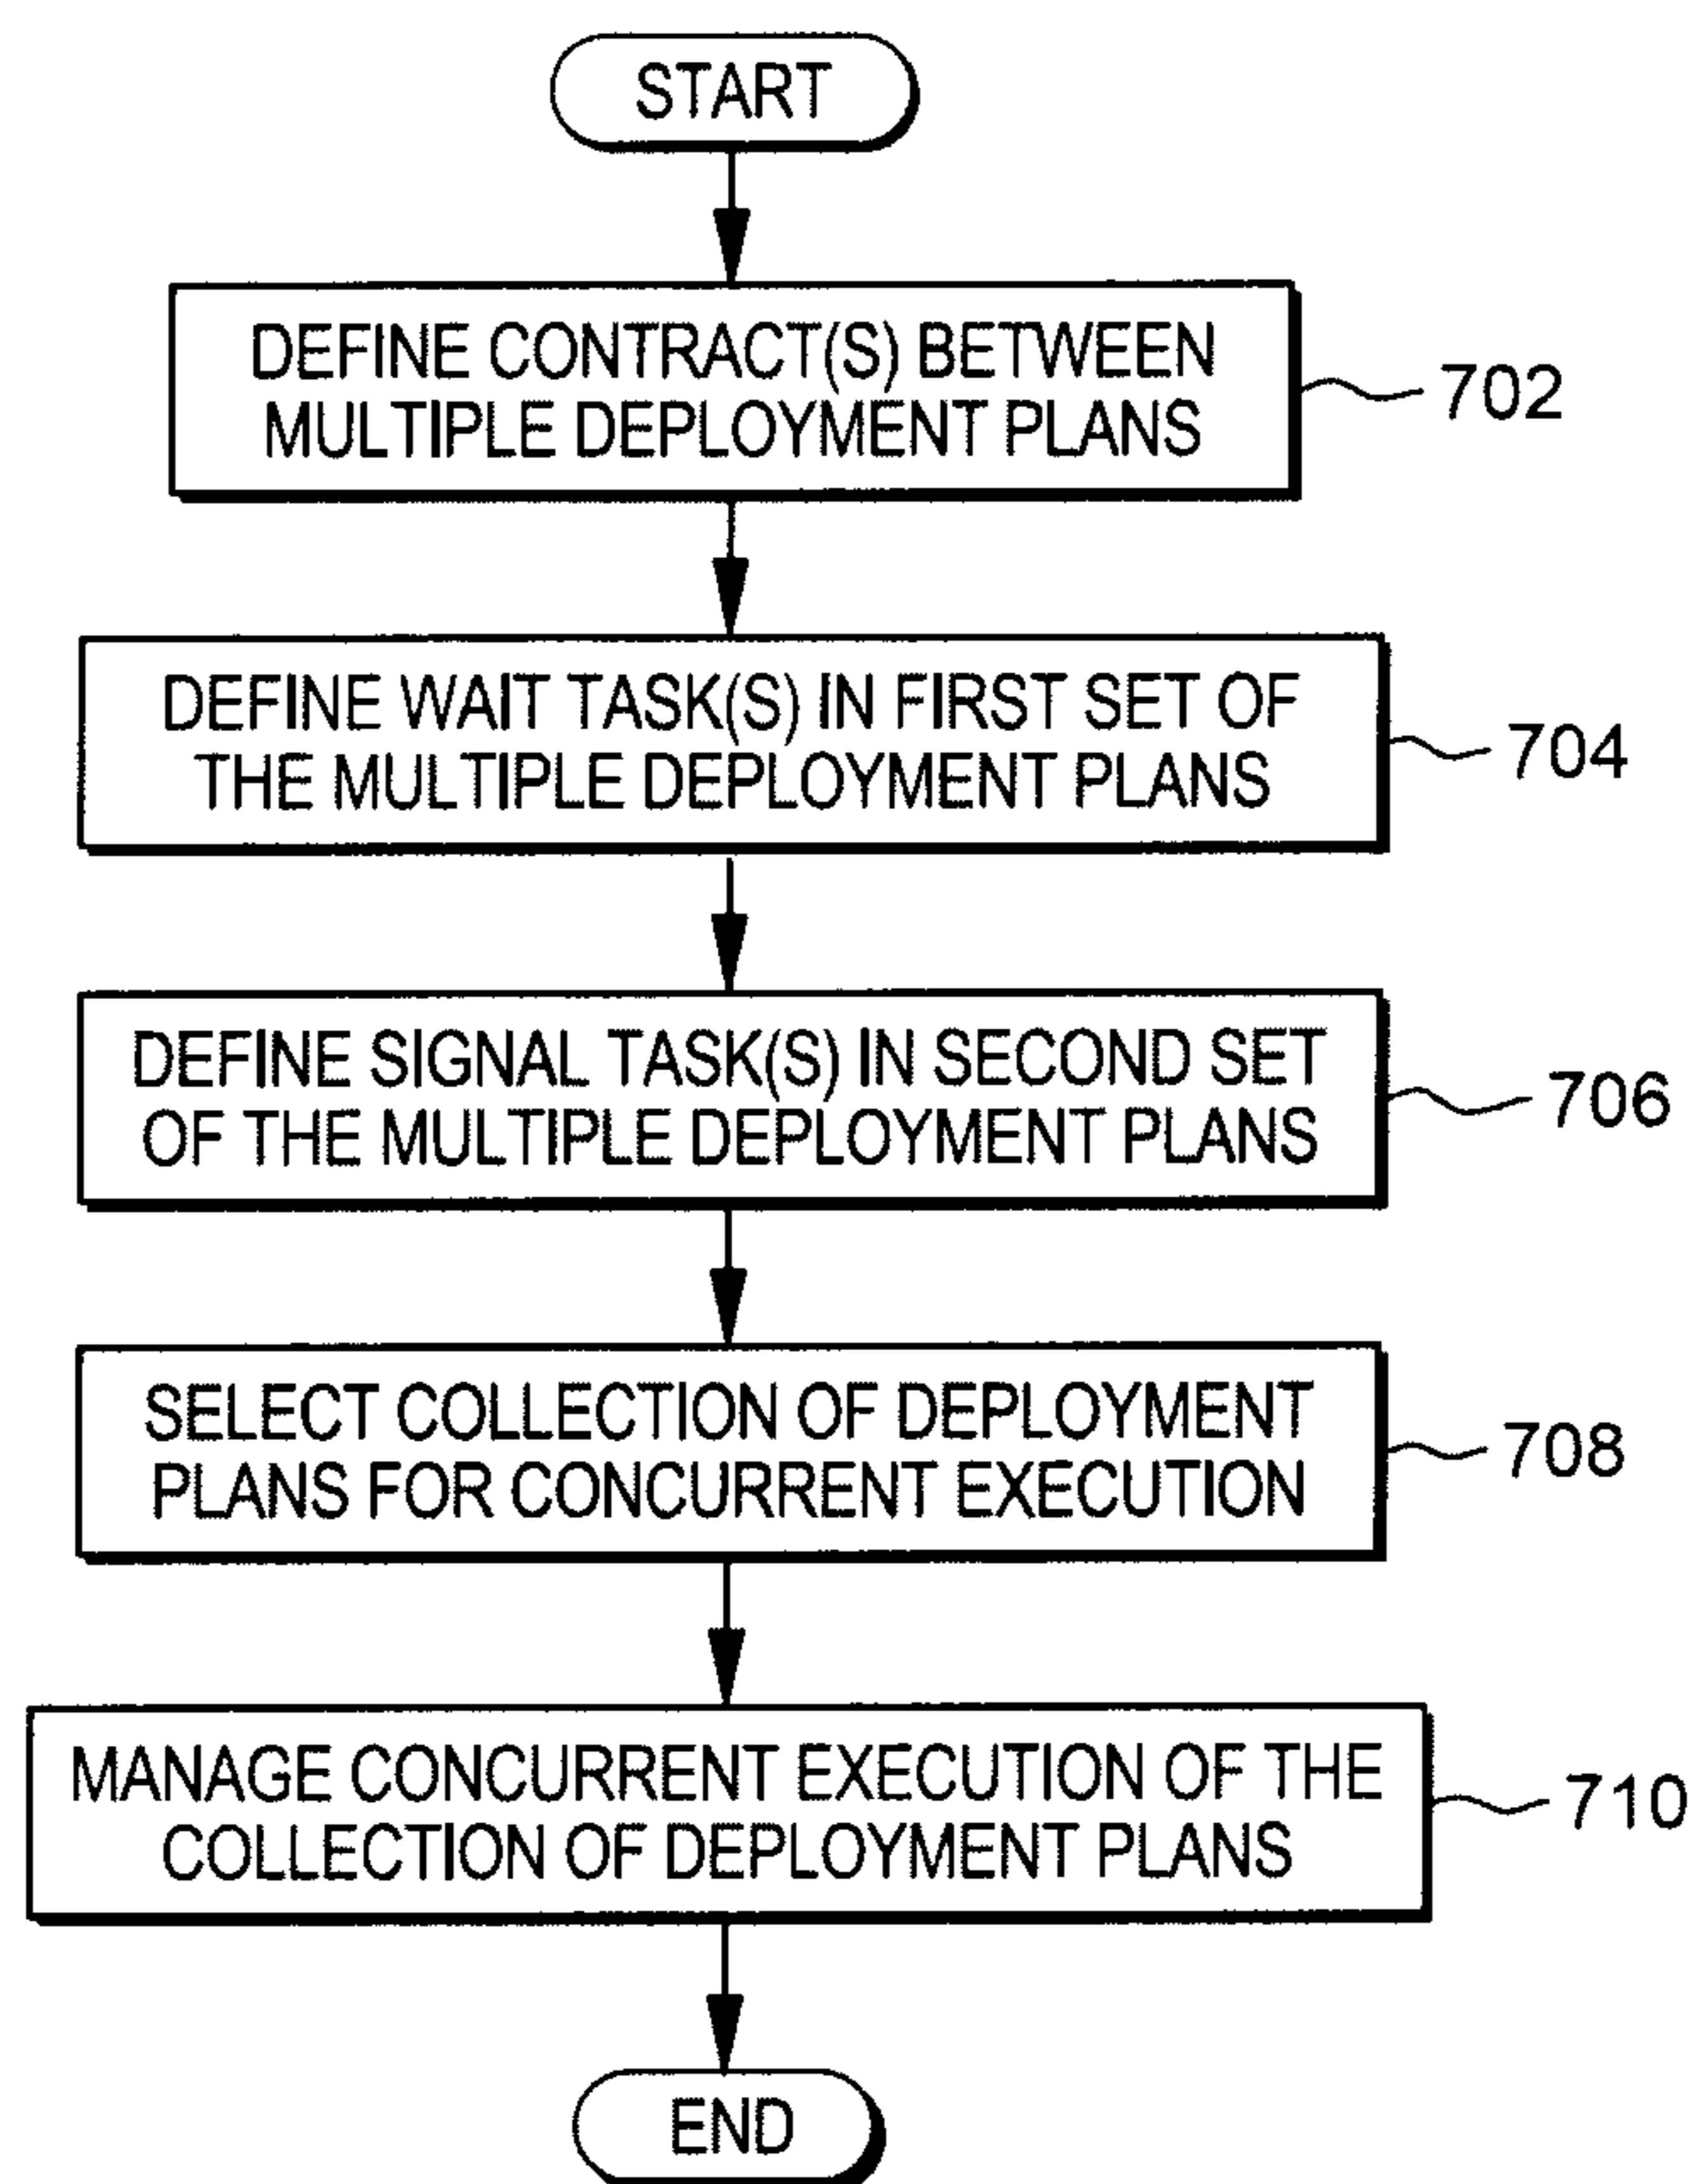 START
DEFINE CONTRACT(S) BETWEEN
MULTIPLE DEPLOYMENT PLANS
702
DEFINE WAIT TASK(S) IN FIRST SET OF
THE MULTIPLE DEPLOYMENT PLANS
704
DEFINE SIGNAL TASK(S) IN SECOND SET
OF THE MULTIPLE DEPLOYMENT PLANS
706
SELECT COLLECTION OF DEPLOYMENT
PLANS FOR CONCURRENT EXECUTION
708
MANAGE CONCURRENT EXECUTION OF THE
COLLECTION OF DEPLOYMENT PLANS
710
END